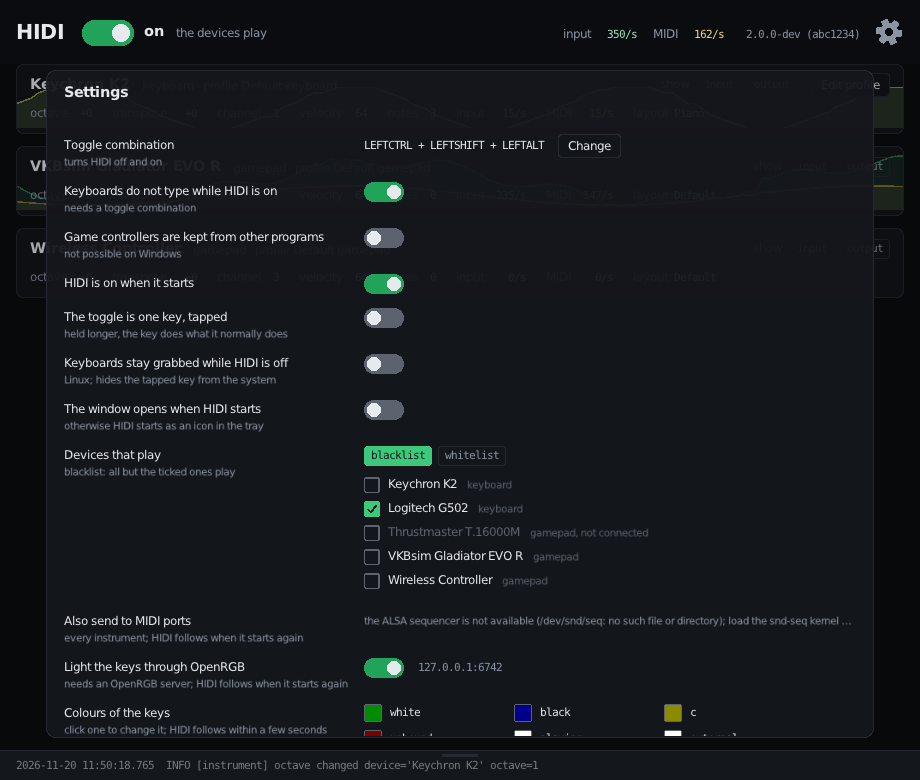 HIDI on the devices play input 350/s MIDI 162/s 2.0.0-dev (abc1234)
Settings
Edit profile
Toggle combination LEFTCTRL + LEFTSHIFT + LEFTALT Change
turns HIDI off and on
Keyboards do not type while HIDI is on
needs a toggle combination
Game controllers are kept from other programs
not possible on Windows
HIDI is on when it starts
The toggle is one key, tapped
held longer, the key does what it normally does
Keyboards stay grabbed while HIDI is off
Linux; hides the tapped key from the system
The window opens when HIDI starts
otherwise HIDI starts as an icon in the tray
Devices that play blacklist whitelist
blacklist: all but the ticked ones play
Keychron K2 keyboard
Logitech G502 keyboard
Thrustmaster T.16000M gamepad, not connected
VKBsim Gladiator EVO R gamepad
Wireless Controller gamepad
Also send to MIDI ports the ALSA sequencer is not available (/dev/snd/seq: no such file or directory); load the snd-seq kernel ...
every instrument; HIDI follows when it starts again
Light the keys through OpenRGB 127.0.0.1:6742
needs an OpenRGB server; HIDI follows when it starts again
Colours of the keys white black c
click one to change it; HIDI follows within a few seconds
2026-11-20 11:50:18.765 INFO [instrument] octave changed device='Keychron K2' octave=1